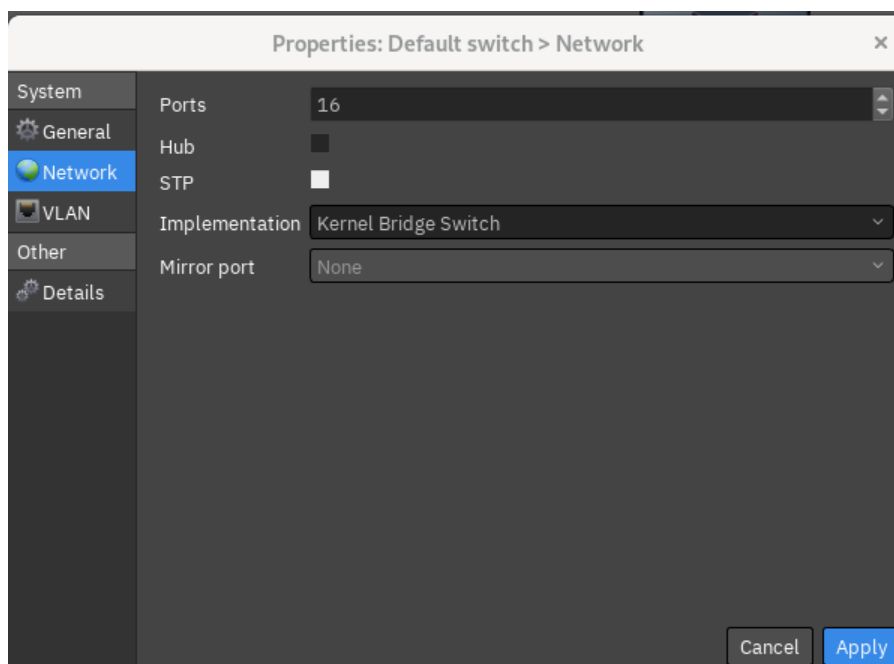 Properties: Default switch > Network
System
General
Network
VLAN
Other
Details
Ports 16
Hub
STP
Implementation Kernel Bridge Switch
Mirror port None
Cancel Apply